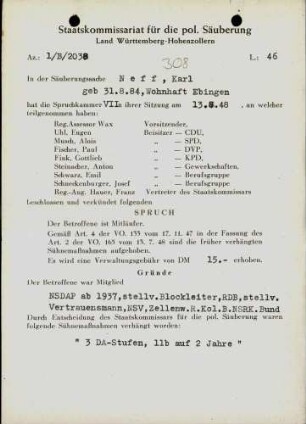 Staatskommissariat für die pol. Säuberung
Land Württemberg-Hohenzollern
Az.: 1/B/2038
L.: 46
308
In der Säuberungssache Neff, Karl
geb 31.8.84, Wohnhaft Ebingen
hat die Spruchkammer VII in ihrer Sitzung am 13.8.48, an welcher
teilgenommen haben:
Reg.Assessor Wax Vorsitzender,
Uhl, Eugen Beisitzer — CDU,
Musch, Alois „ — SPD,
Fischer, Paul „ — DVP,
Fink, Gottlieb „ — KPD,
Steinacher, Anton „ — Gewerkschaften,
Schwarz, Emil „ — Berufsgruppe
Schneckenburger, Josef „ — Berufsgruppe
Reg.-Ang. Hauser, Franz Vertreter des Staatskommissariats
beschlossen und verkündet folgenden
SPRUCH
Der Betroffene ist Mitläufer.
Gemäß Art. 4 der VO. 133 vom 17. 11. 47 in der Fassung des
Art. 2 der VO. 165 vom 13. 7. 48 sind die früher verhängten
Sühnemaßnahmen aufgehoben.
Es wird eine Verwaltungsgebühr von DM 15.- erhoben.
Gründe
Der Betroffene war Mitglied
NSDAP ab 1937, stellv.Blockleiter, RDB, stellv.
Vertrauensmann, NSV, Zellenw.R.Kol.B. NSRK. Bund
Durch Entscheidung des Staatskommissars für die pol. Säuberung waren
folgende Sühnemaßnahmen verhängt worden:
" 3 DA-Stufen, 11b auf 2 Jahre "